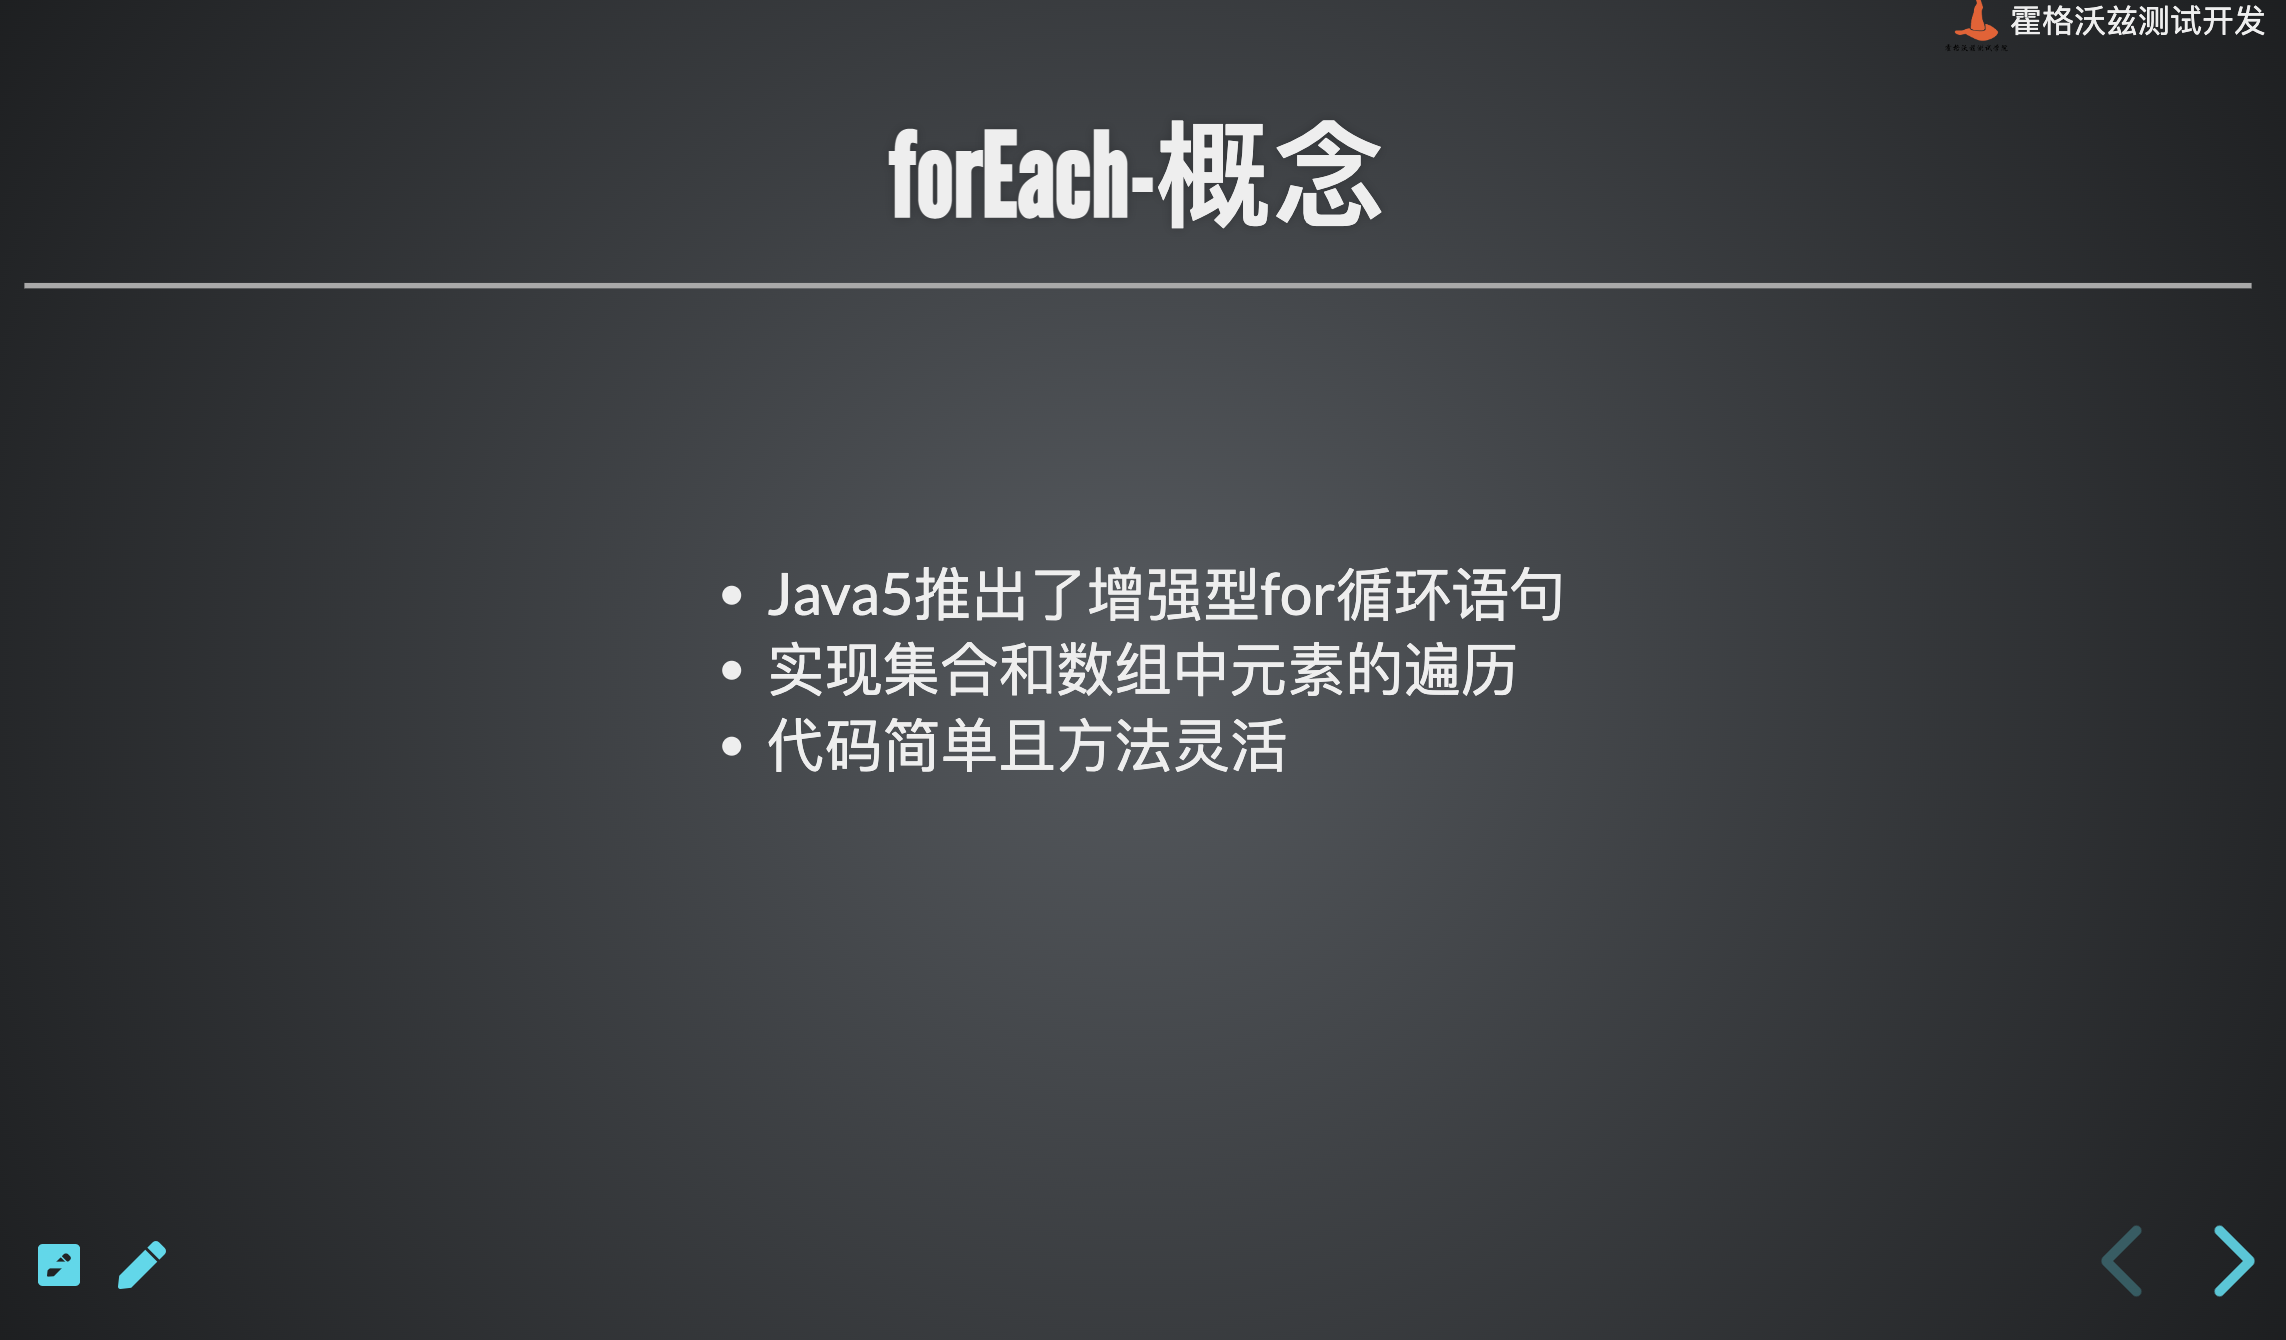 霍格沃兹测试开发
forEach-概念
Java5推出了增强型for循环语句
实现集合和数组中元素的遍历
代码简单且方法灵活